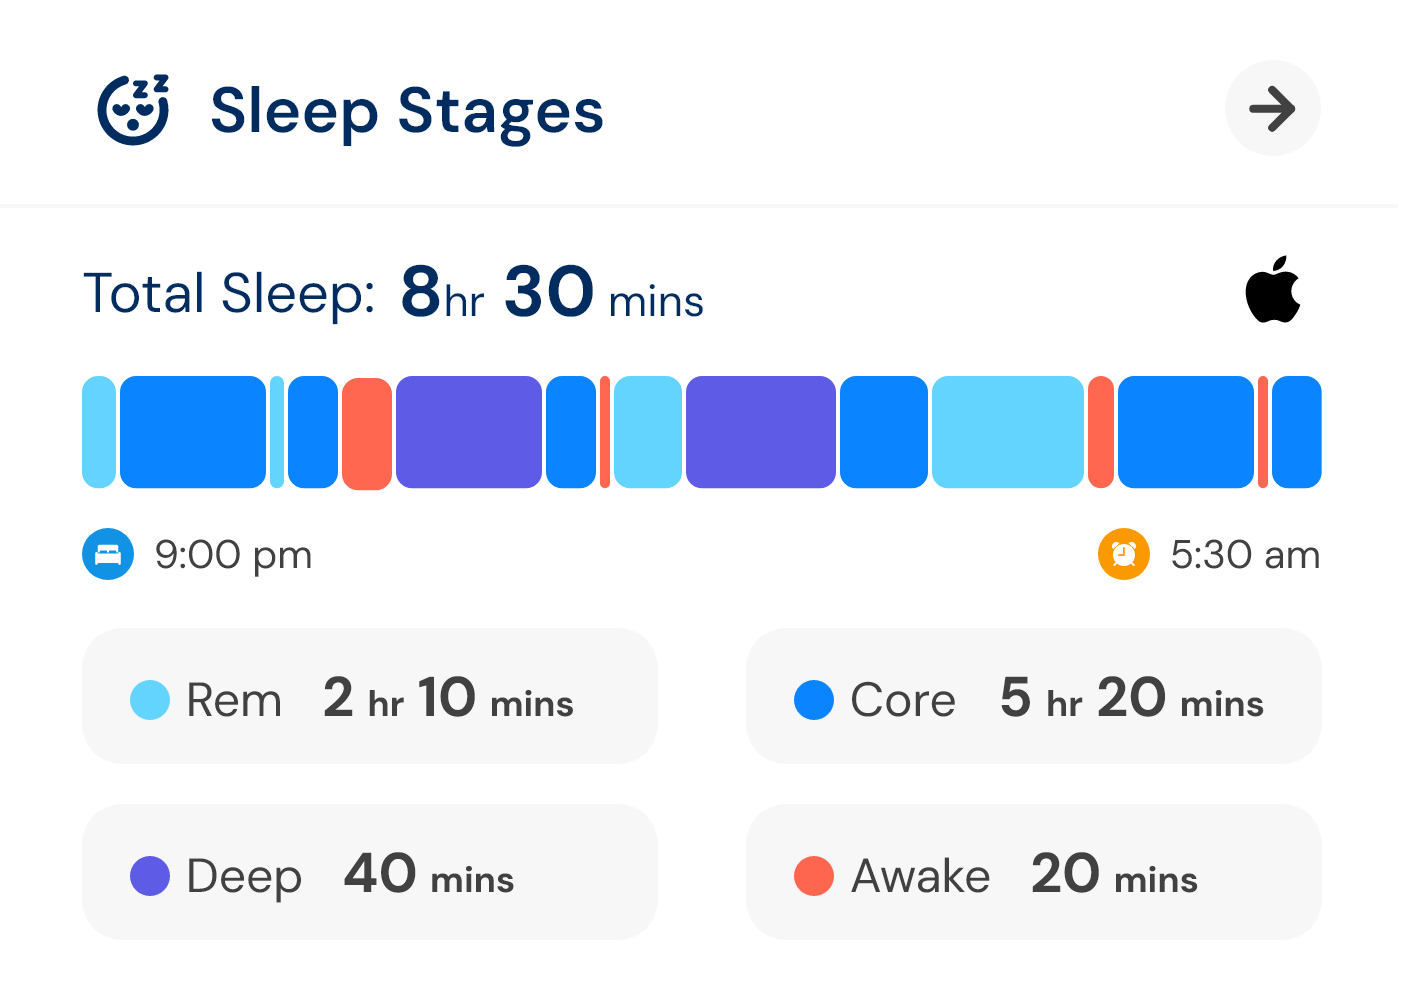 Sleep Stages
Total Sleep: 8hr 30 mins
9:00 pm
5:30 am
Rem 2 hr 10 mins
Core 5 hr 20 mins
Deep 40 mins
Awake 20 mins